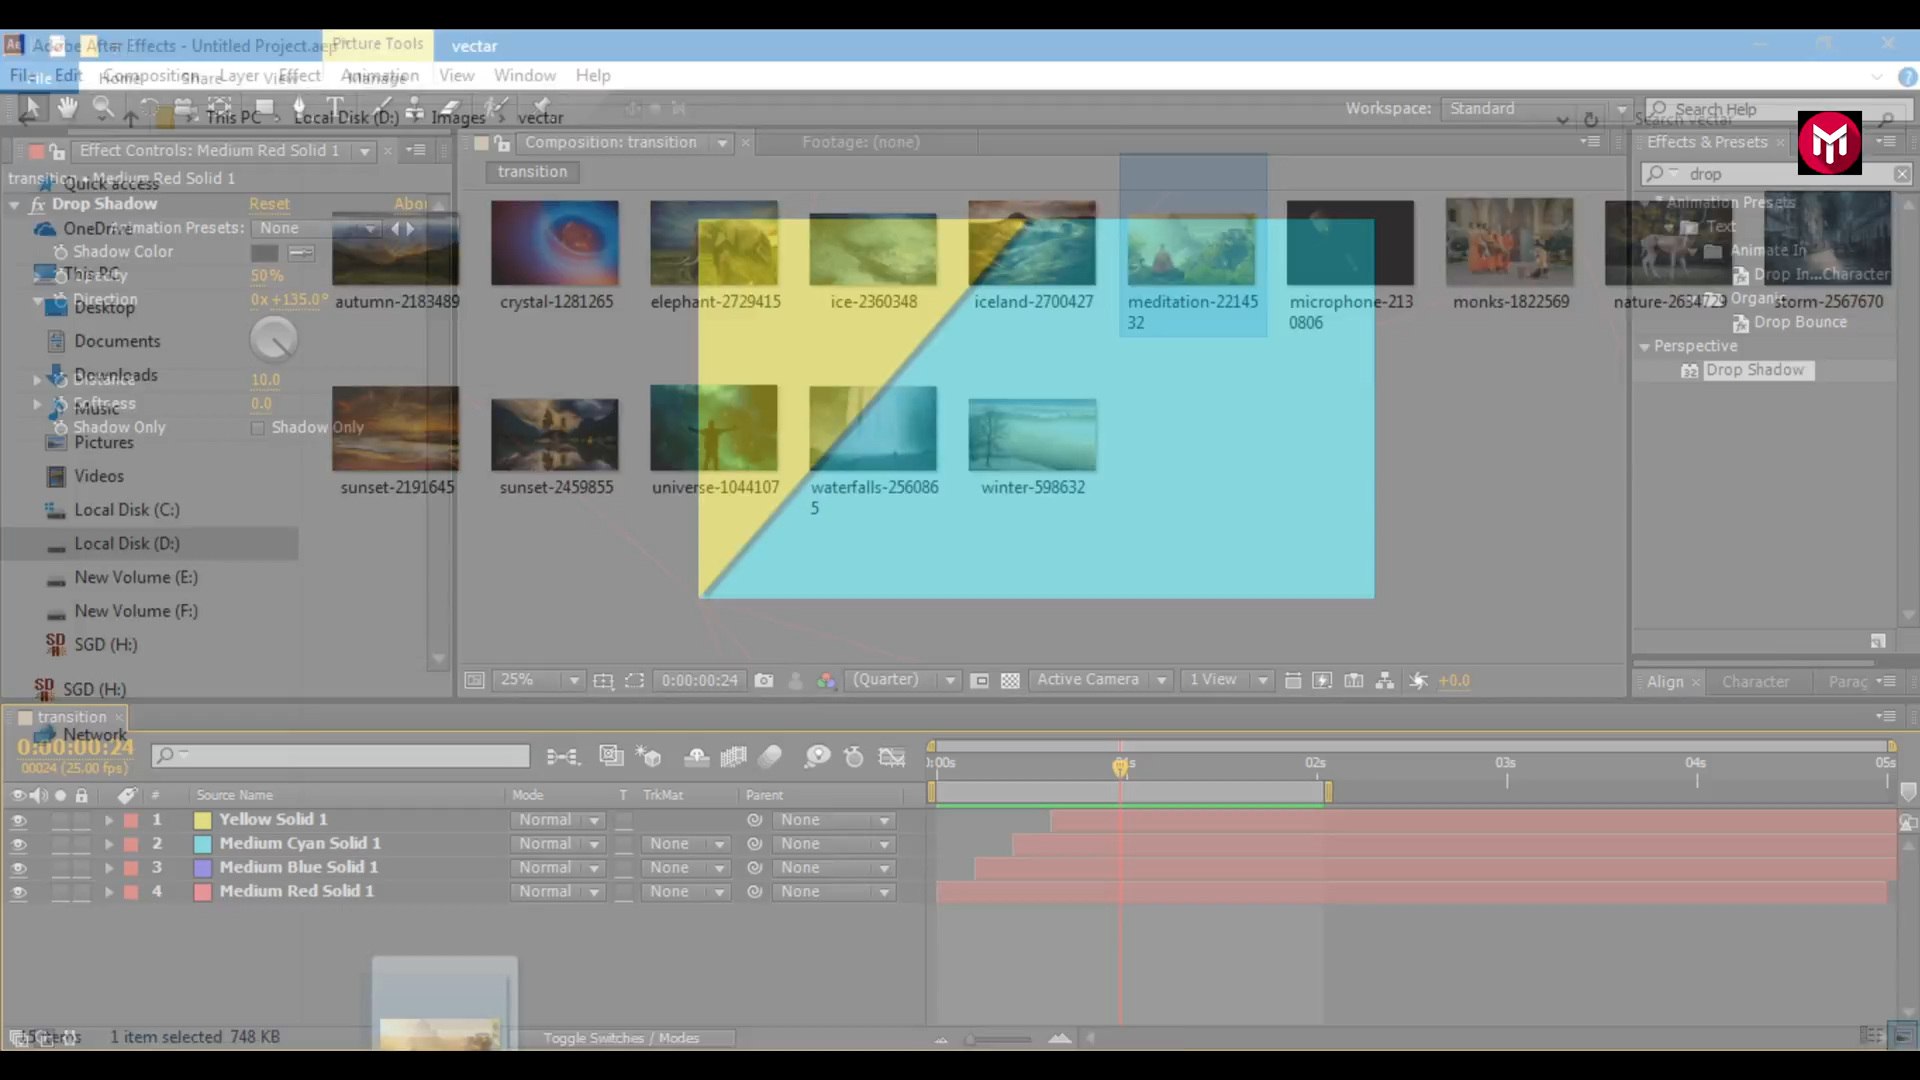 Adobe After Effects - Untitled Project.aep
Picture Tools
vectar
File Edit Composition Layer Effect Animation View Window Help
File Home Share View Manage
This PC Local Disk (D:) Images vectar
Workspace: Standard
Search Help
Search vectar
Effect Controls: Medium Red Solid 1
Composition: transition
Footage: (none)
Effects & Presets
transition • Medium Red Solid 1
transition
drop
Quick access
Drop Shadow Reset
OneDrive
Animation Presets: None
Shadow Color
This PC
50%
Direction 0x+135.0°
Desktop
Documents
Downloads
Distance 10.0
Music
Softness 0.0
Shadow Only Shadow Only
Pictures
Videos
Local Disk (C:)
Local Disk (D:)
New Volume (E:)
New Volume (F:)
SGD (H:)
SGD (H:)
Network
autumn-2183489
crystal-1281265
elephant-2729415
ice-2360348
iceland-2700427
meditation-22145
32
microphone-213
0806
monks-1822569
nature-2634729
storm-2567670
sunset-2191645
sunset-2459855
universe-1044107
waterfalls-256086
5
winter-598632
Animation Presets
Text
Animate In
Drop In...Character
Organic
Drop Bounce
Perspective
Drop Shadow
25% 0:00:00:24 (Quarter) Active Camera 1 View +0.0
Align Character Parag
transition
0:00:00:24
00024 (25.00 fps)
0:00s 02s 03s 04s 05s
# Source Name Mode T TrkMat Parent
1 Yellow Solid 1 Normal None
2 Medium Cyan Solid 1 Normal None None
3 Medium Blue Solid 1 Normal None None
4 Medium Red Solid 1 Normal None None
15 items 1 item selected 748 KB
Toggle Switches / Modes